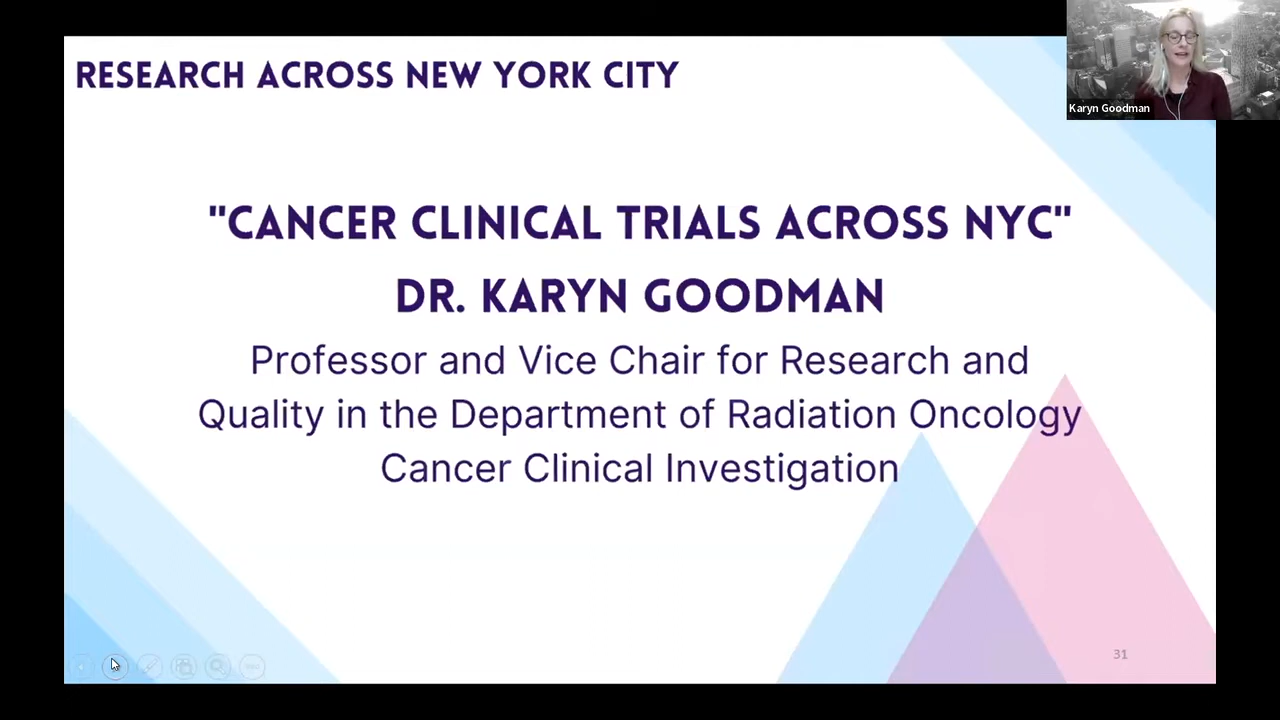 RESEARCH ACROSS NEW YORK CITY
Karyn Goodman
"CANCER CLINICAL TRIALS ACROSS NYC"
DR. KARYN GOODMAN
Professor and Vice Chair for Research and
Quality in the Department of Radiation Oncology
Cancer Clinical Investigation
31